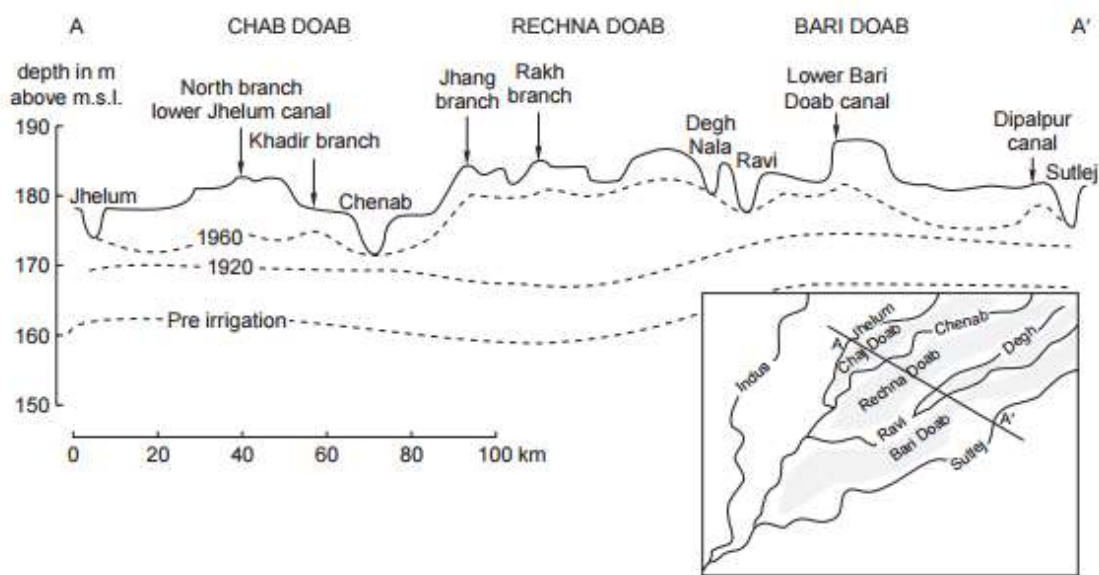 A CHAB DOAB RECHNA DOAB BARI DOAB A'
depth in m
above m.s.l.
North branch
lower Jhelum canal
Khadir branch
Jhang
branch
Rakh
branch
Degh
Nala
Lower Bari
Doab canal
Dipalpur
canal
Jhelum
Chenab
Ravi
Sutlej
190
180
170
160
150
1960
1920
Pre irrigation
0 20 40 60 80 100 km
Indus
A
Jhelum
Chaj Doab
Chenab
Rechna Doab
Degh
Ravi
Bari Doab
Sutlej
A'